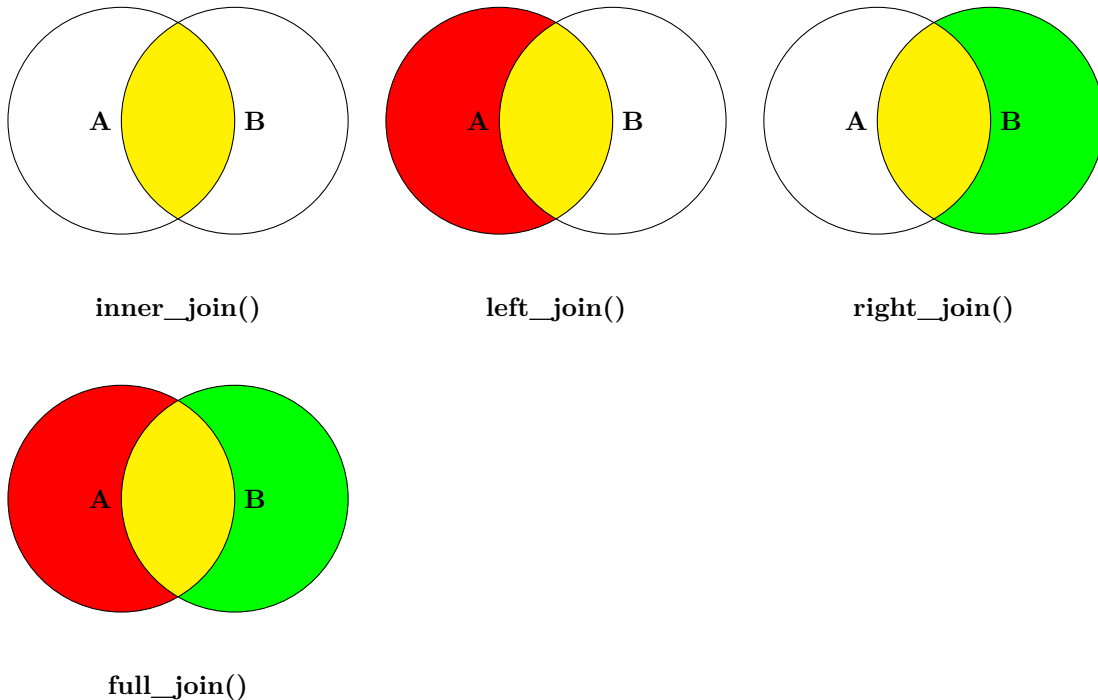 A B
A B
A B
inner_join()
left_join()
right_join()
A B
full_join()